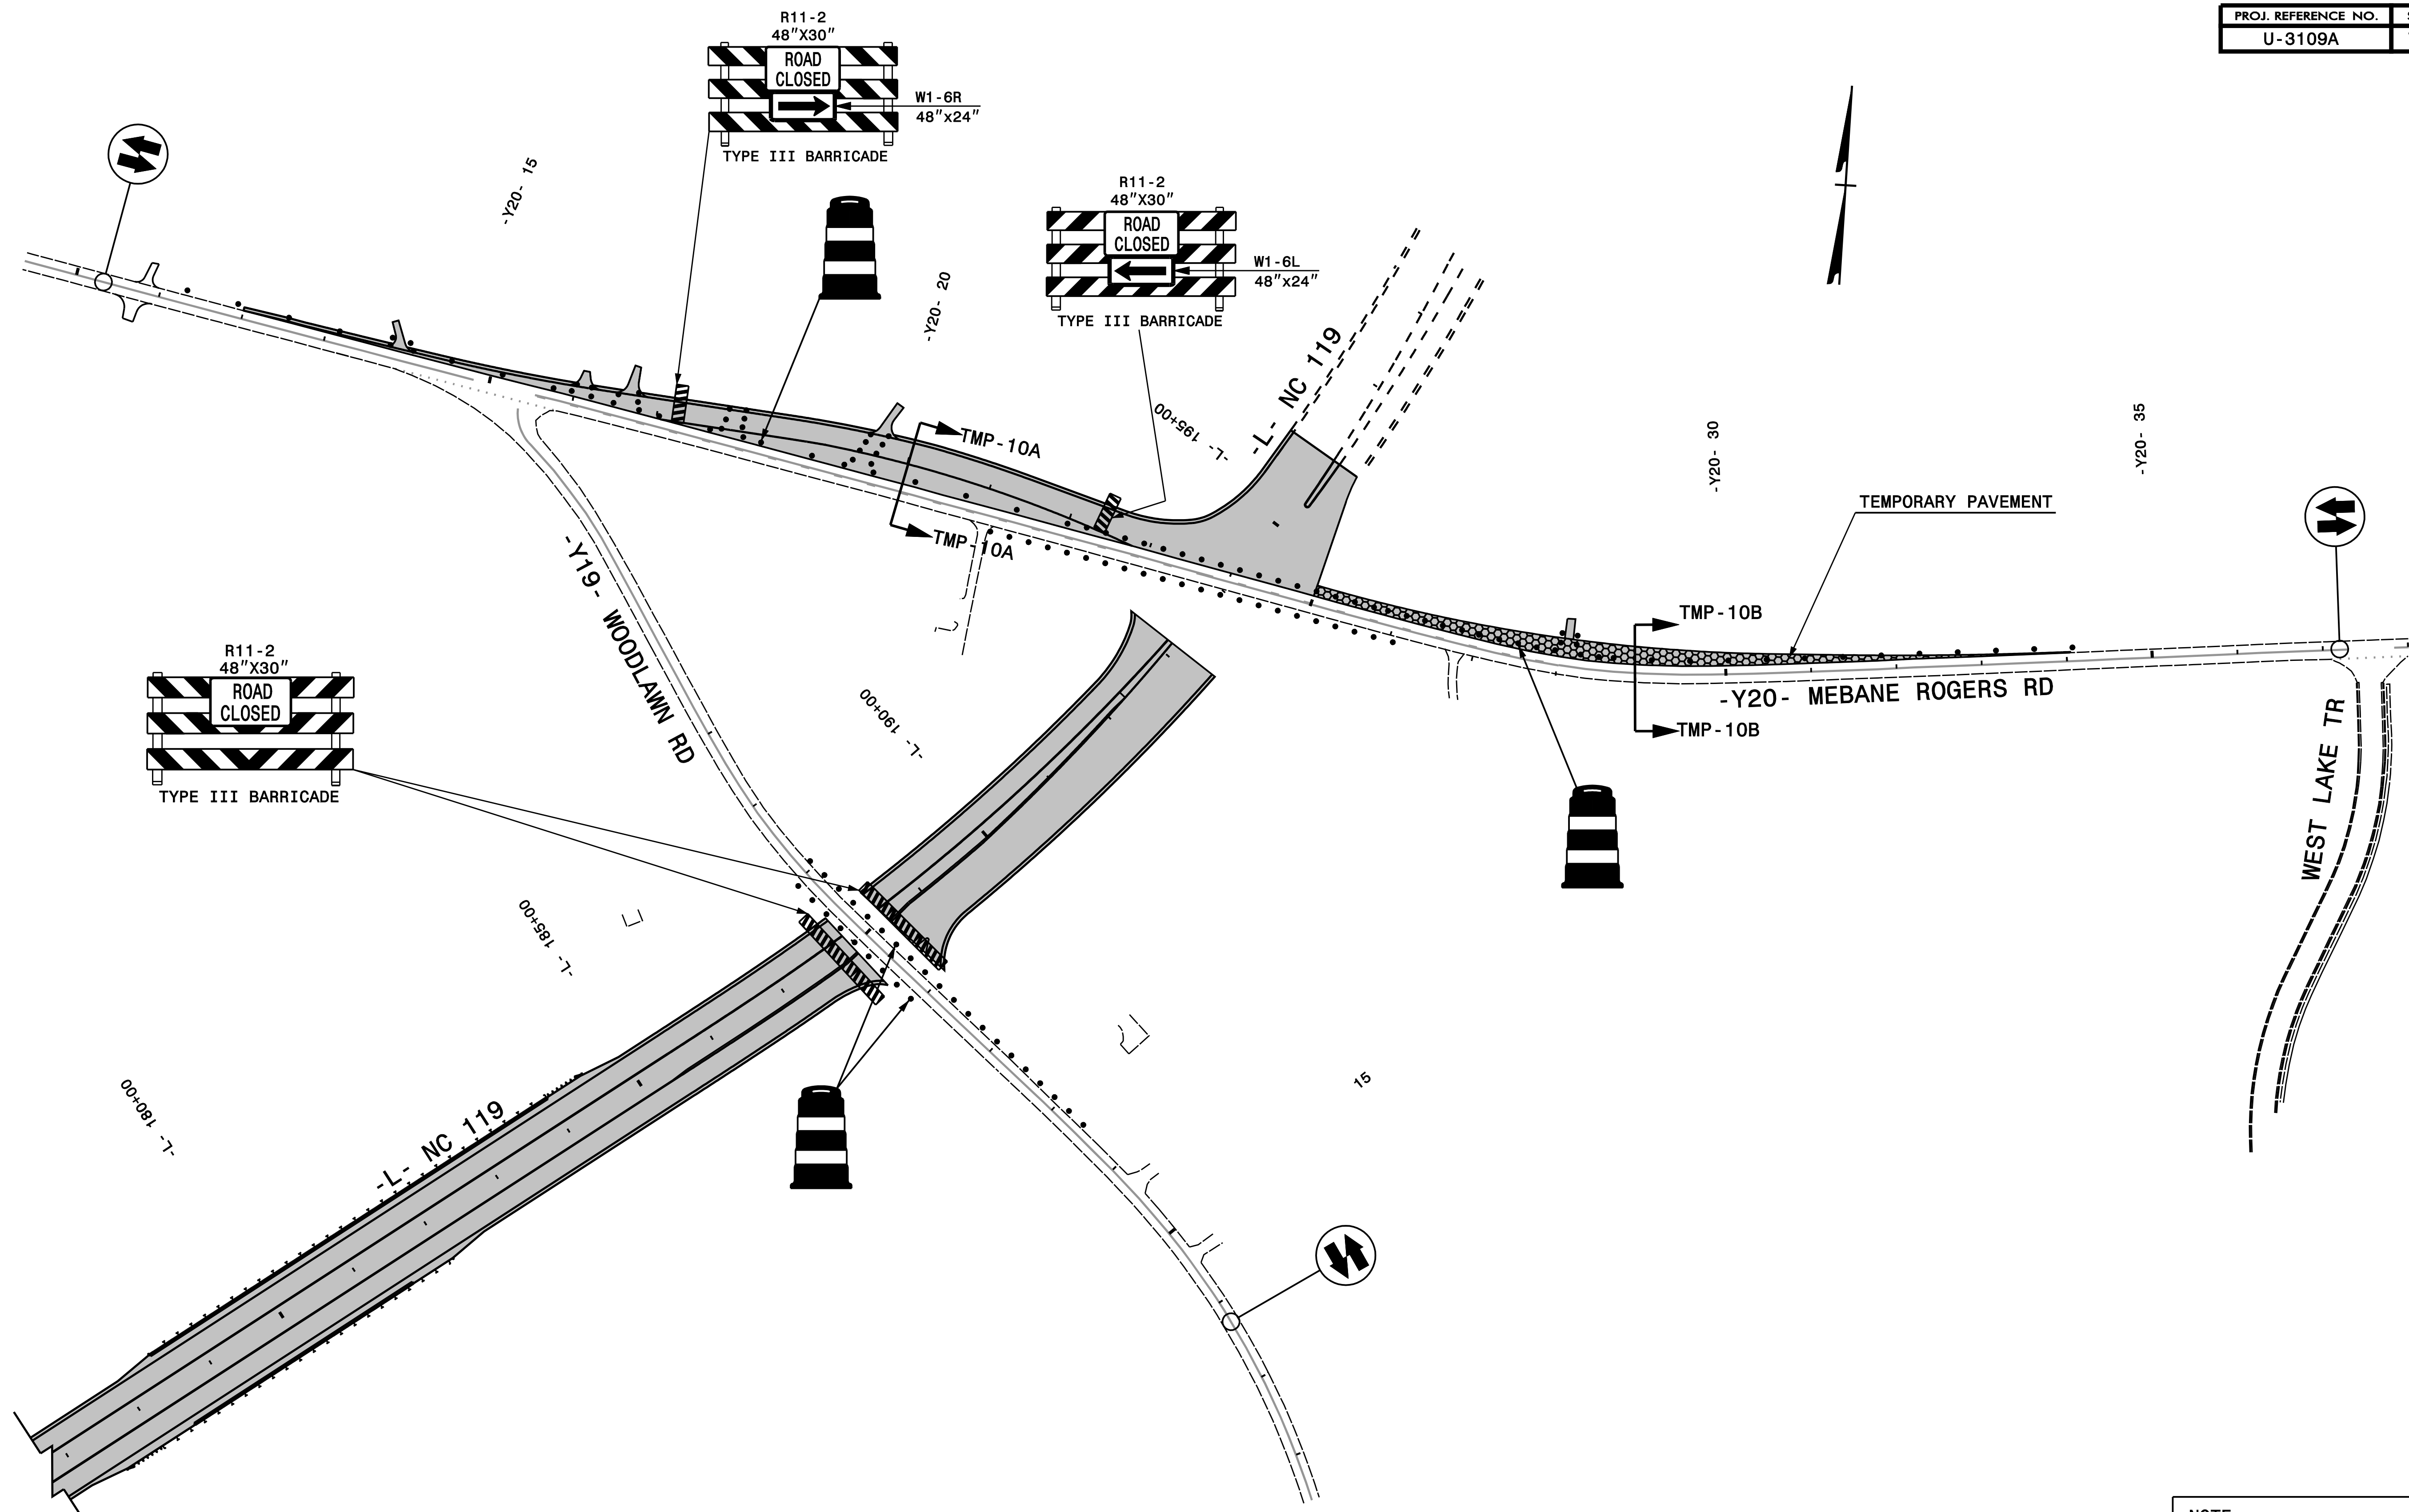 PROJ. REFERENCE NO.
U-3109A
R11-2
48"X30"
ROAD
CLOSED
W1-6R
48"x24"
TYPE III BARRICADE
-Y20- 15
R11-2
48"X30"
ROAD
CLOSED
W1-6L
48"x24"
TYPE III BARRICADE
-Y20- 20
-L- NC 119
-L- 195+00
TMP-10A
TMP-10A
-Y20- 30
-Y20- 35
TEMPORARY PAVEMENT
TMP-10B
TMP-10B
-Y20- MEBANE ROGERS RD
-Y19- WOODLAWN RD
R11-2
48"X30"
ROAD
CLOSED
TYPE III BARRICADE
-L- 190+00
WEST LAKE TR
-L- 185+00
15
-L- 180+00
-L- NC 119